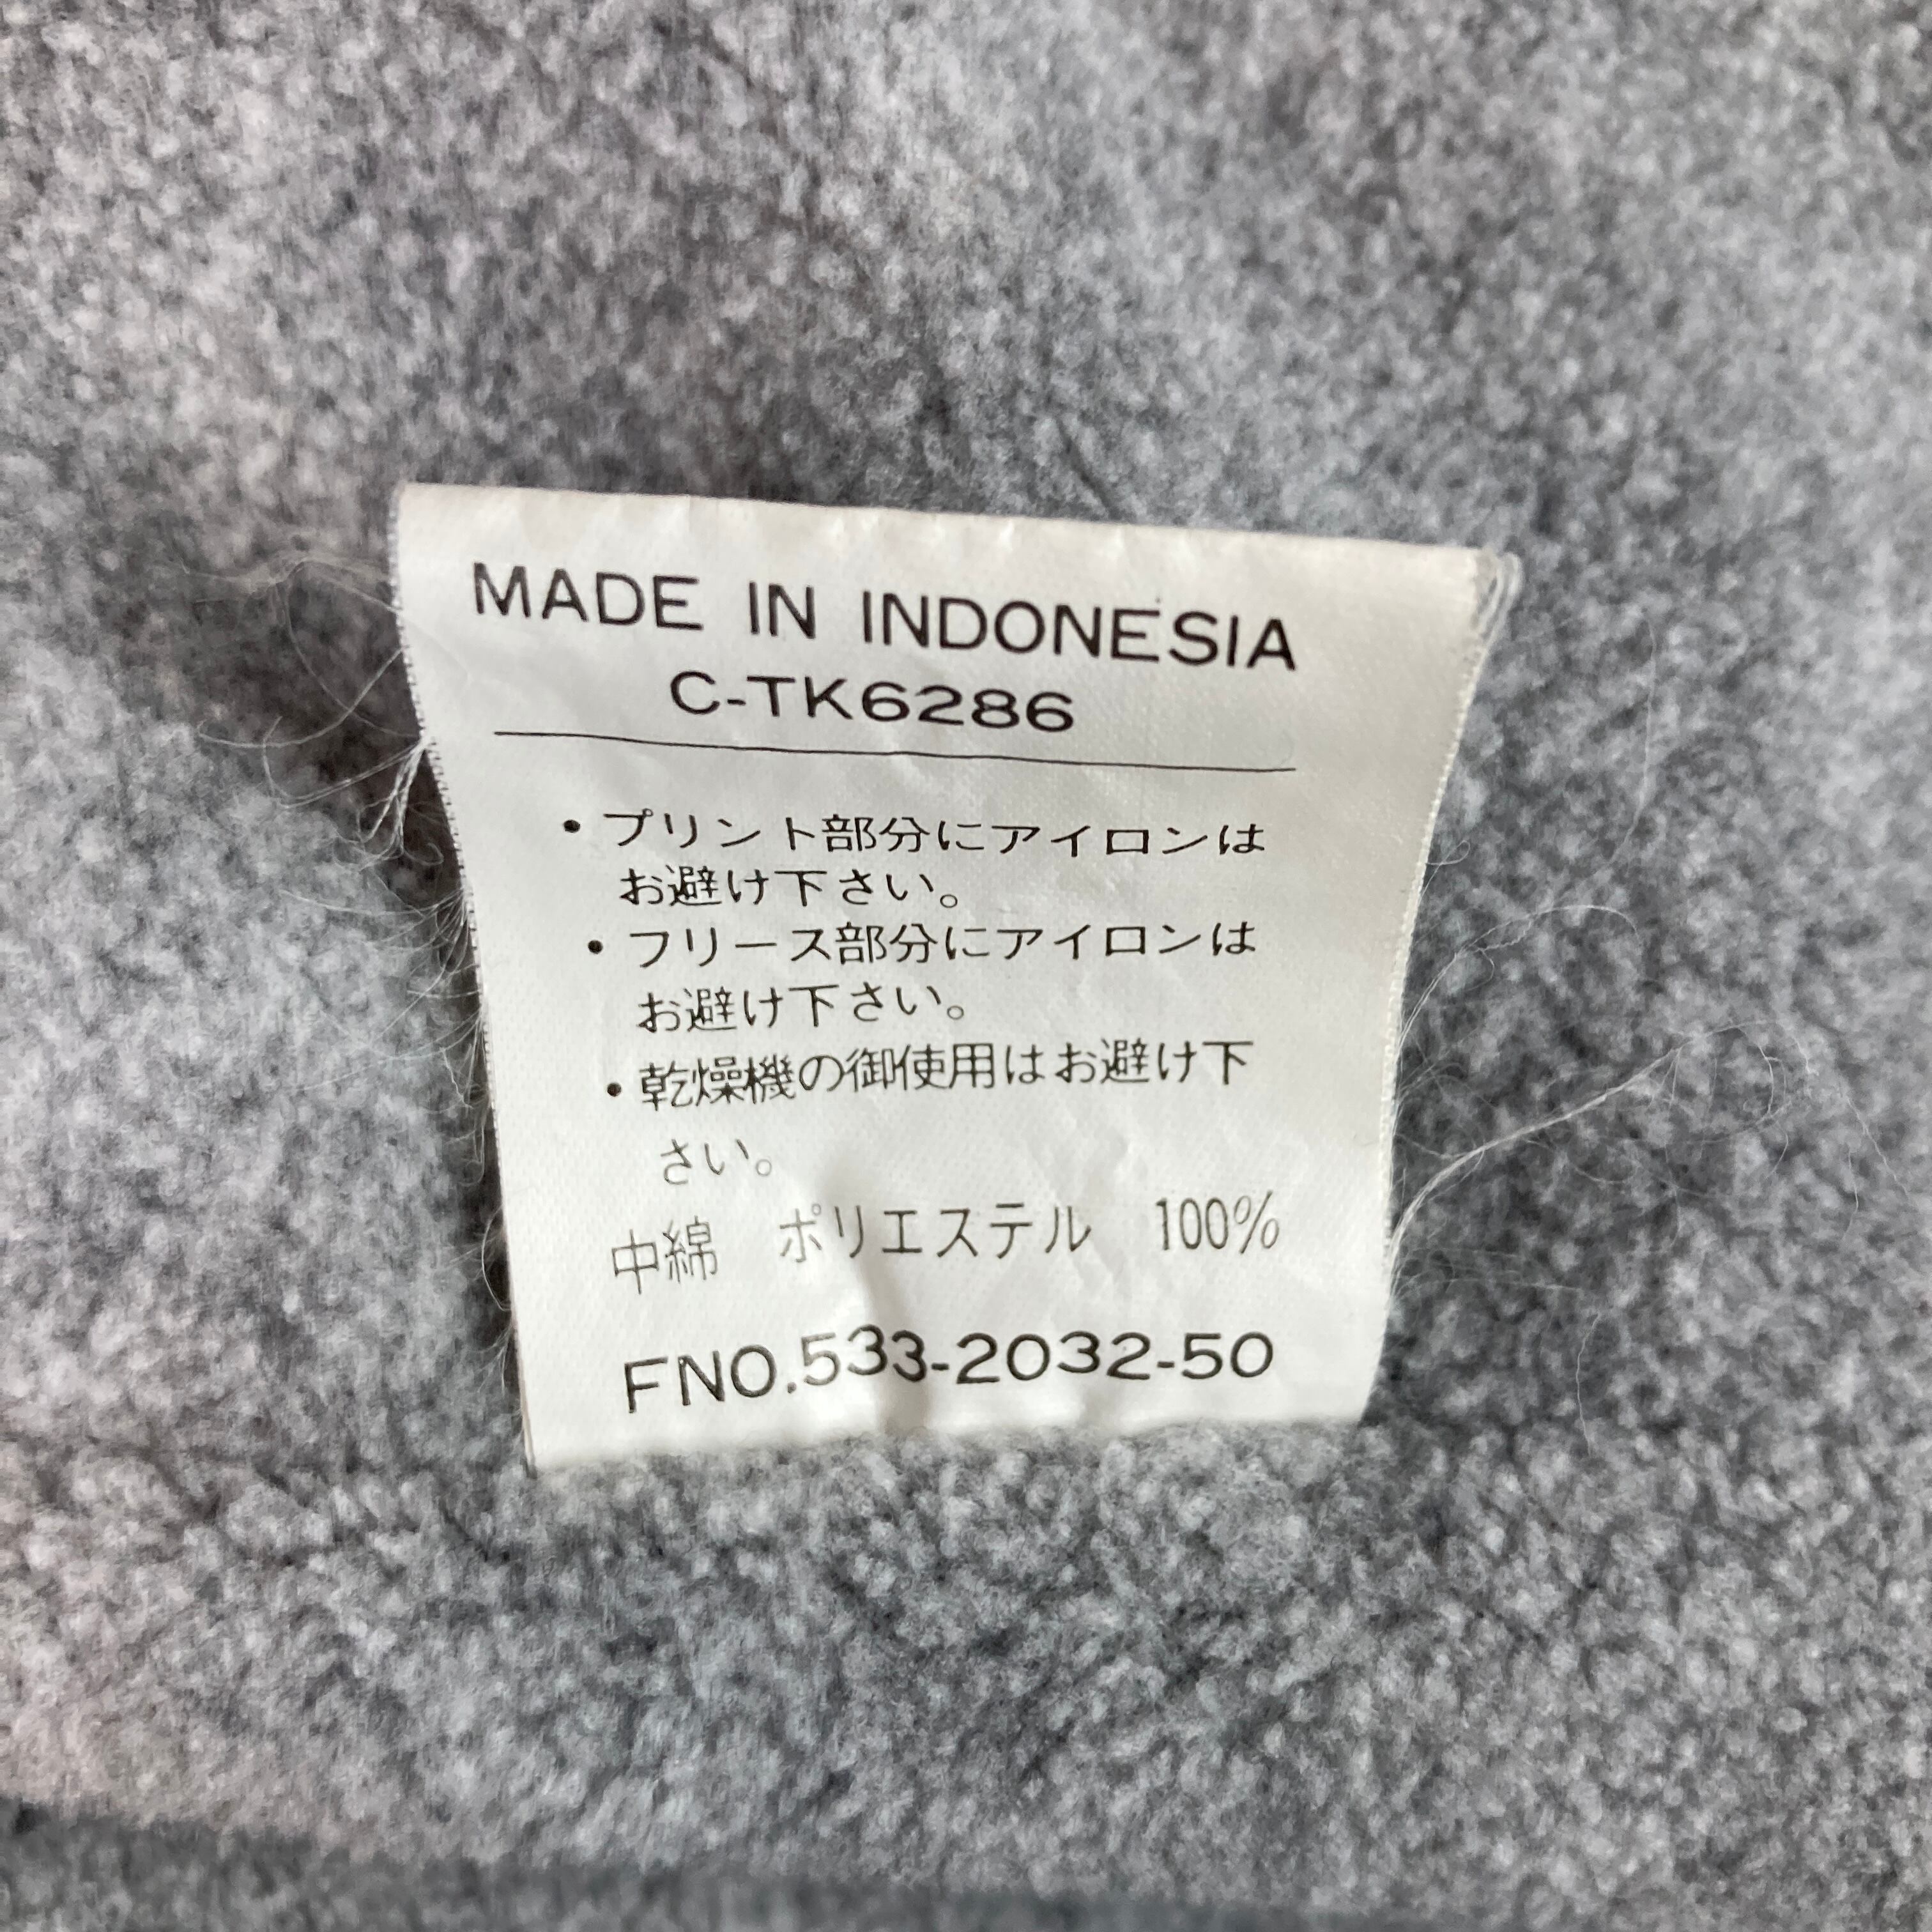 MADE IN INDONESIA
C-TK6286
・プリント部分にアイロンは
お避け下さい。
・フリース部分にアイロンは
お避け下さい。
・乾燥機の御使用はお避け下
さい。
中綿　ポリエステル　100%
FNO.533-2032-50